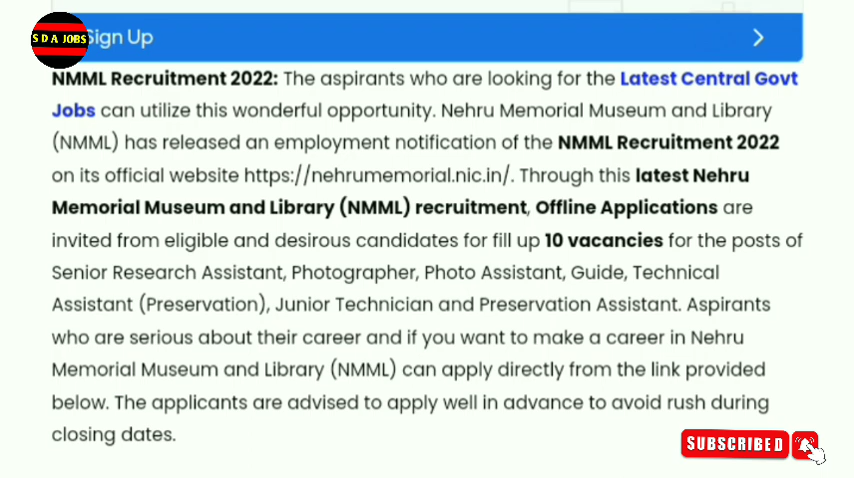 S D A JOBS
Sign Up
NMML Recruitment 2022: The aspirants who are looking for the Latest Central Govt
Jobs can utilize this wonderful opportunity. Nehru Memorial Museum and Library
(NMML) has released an employment notification of the NMML Recruitment 2022
on its official website https://nehrumemorial.nic.in/. Through this latest Nehru
Memorial Museum and Library (NMML) recruitment, Offline Applications are
invited from eligible and desirous candidates for fill up 10 vacancies for the posts of
Senior Research Assistant, Photographer, Photo Assistant, Guide, Technical
Assistant (Preservation), Junior Technician and Preservation Assistant. Aspirants
who are serious about their career and if you want to make a career in Nehru
Memorial Museum and Library (NMML) can apply directly from the link provided
below. The applicants are advised to apply well in advance to avoid rush during
closing dates.
SUBSCRIBED